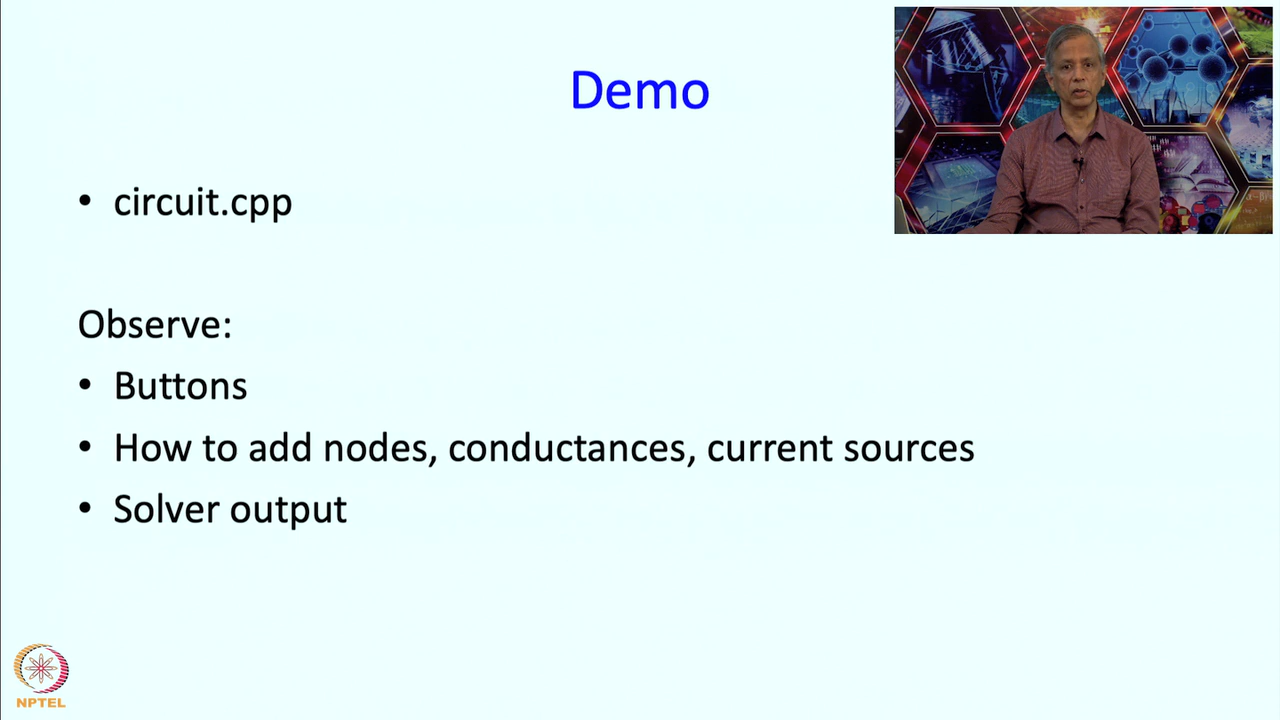 Demo
• circuit.cpp
Observe:
• Buttons
• How to add nodes, conductances, current sources
• Solver output
NPTEL